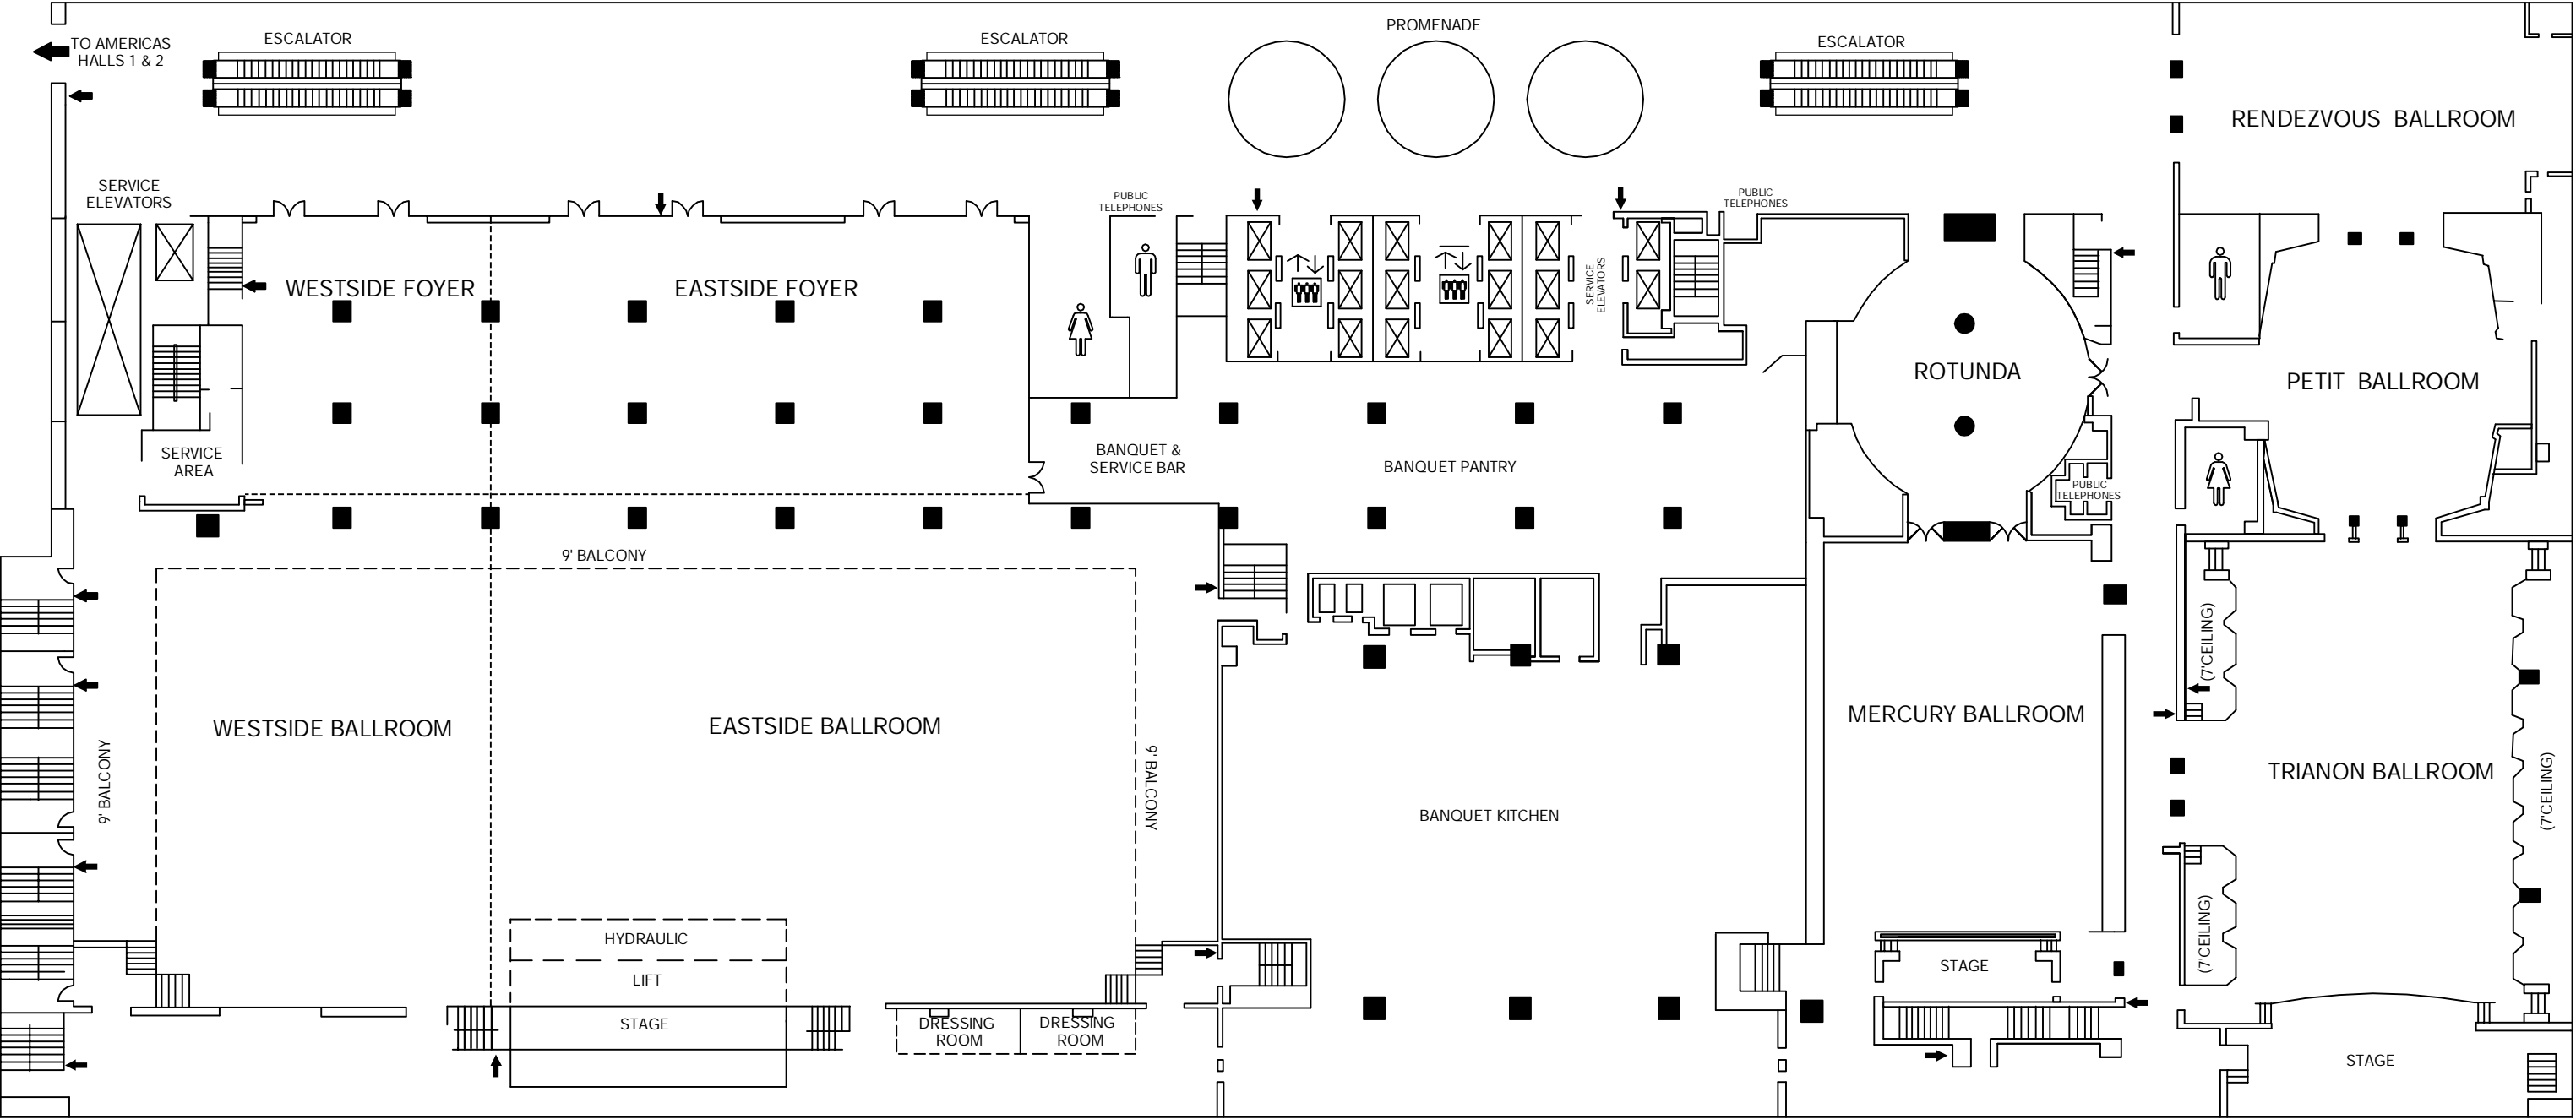 PROMENADE
ESCALATOR
ESCALATOR
ESCALATOR
TO AMERICAS
HALLS 1 & 2
RENDEZVOUS BALLROOM
SERVICE
ELEVATORS
PUBLIC
TELEPHONES
PUBLIC
TELEPHONES
WESTSIDE FOYER
EASTSIDE FOYER
SERVICE
ELEVATORS
ROTUNDA
PETIT BALLROOM
SERVICE
AREA
BANQUET &
SERVICE BAR
BANQUET PANTRY
PUBLIC
TELEPHONES
9' BALCONY
(7'CEILING)
WESTSIDE BALLROOM
EASTSIDE BALLROOM
MERCURY BALLROOM
TRIANON BALLROOM
9' BALCONY
9' BALCONY
(7'CEILING)
BANQUET KITCHEN
(7'CEILING)
HYDRAULIC
LIFT
STAGE
STAGE
DRESSING
ROOM
DRESSING
ROOM
STAGE